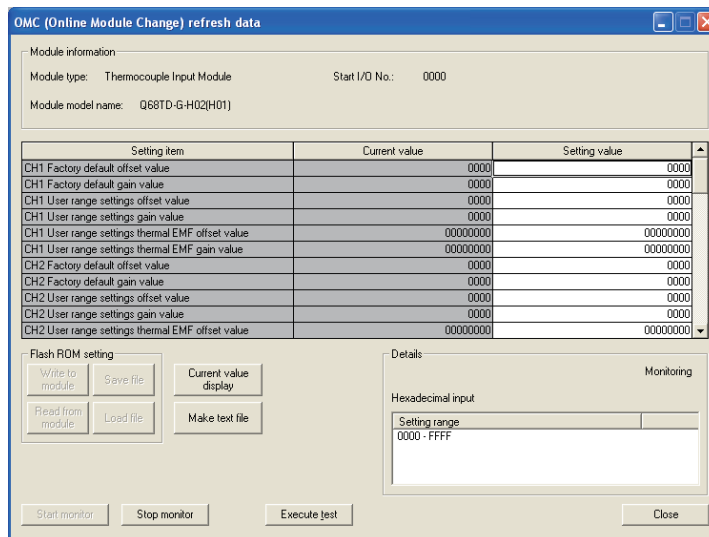 OMC (Online Module Change) refresh data
Module information
Module type: Thermocouple Input Module Start I/O No.: 0000
Module model name: Q68TD-G-H02(H01)
Setting item Current value Setting value
CH1 Factory default offset value 0000 0000
CH1 Factory default gain value 0000 0000
CH1 User range settings offset value 0000 0000
CH1 User range settings gain value 0000 0000
CH1 User range settings thermal EMF offset value 00000000 00000000
CH1 User range settings thermal EMF gain value 00000000 00000000
CH2 Factory default offset value 0000 0000
CH2 Factory default gain value 0000 0000
CH2 User range settings offset value 0000 0000
CH2 User range settings gain value 0000 0000
CH2 User range settings thermal EMF offset value 00000000 00000000
Flash ROM setting
Write to module
Save file
Read from module
Load file
Current value display
Make text file
Details
Monitoring
Hexadecimal input
Setting range
0000 - FFFF
Start monitor Stop monitor Execute test Close